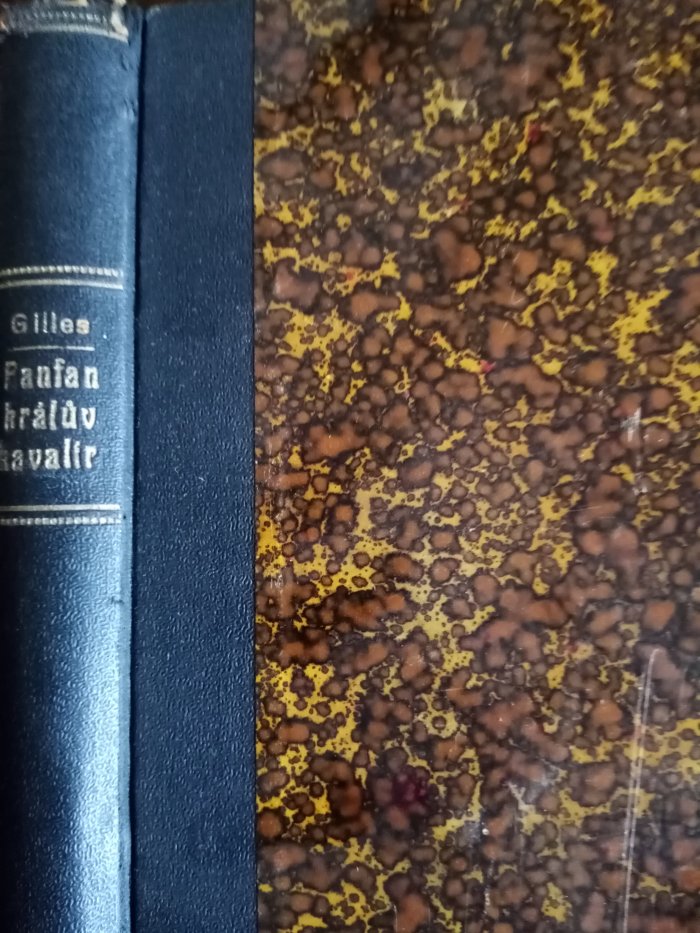 Gilles
Fanfan
králův
kavalír